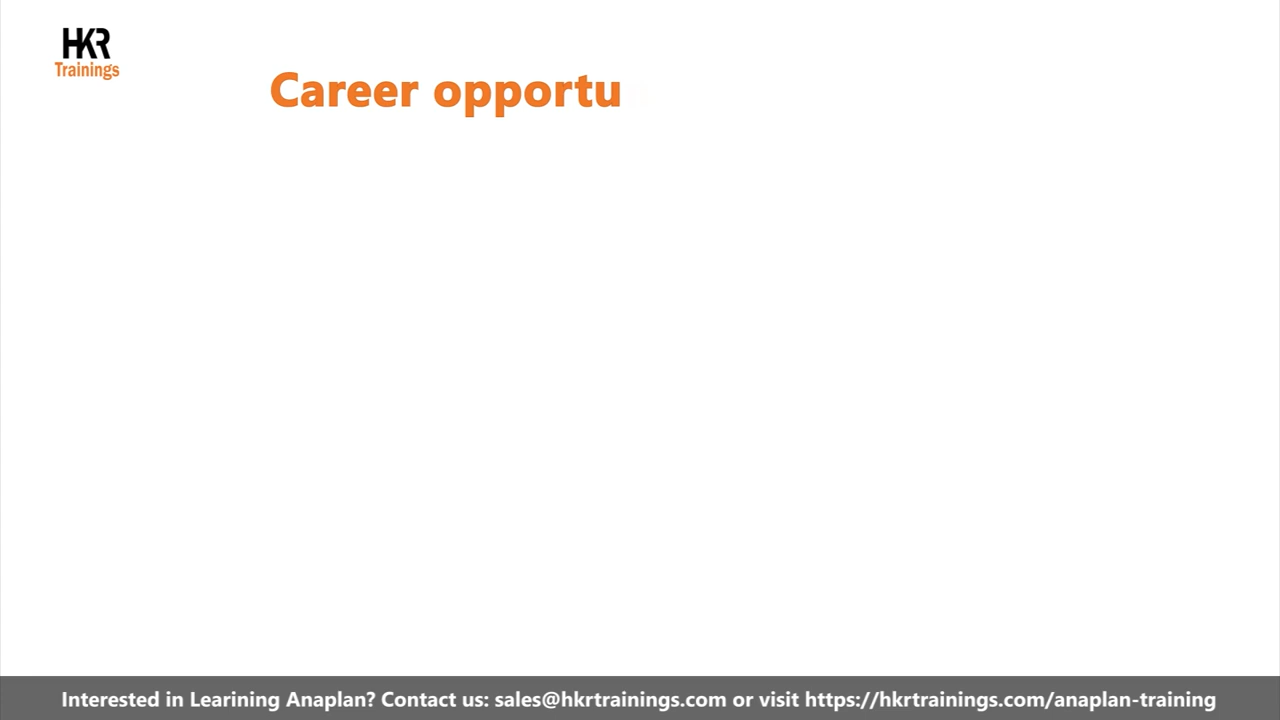 HKR
Trainings
Career opportu
Interested in Learining Anaplan? Contact us: sales@hkrtrainings.com or visit https://hkrtrainings.com/anaplan-training